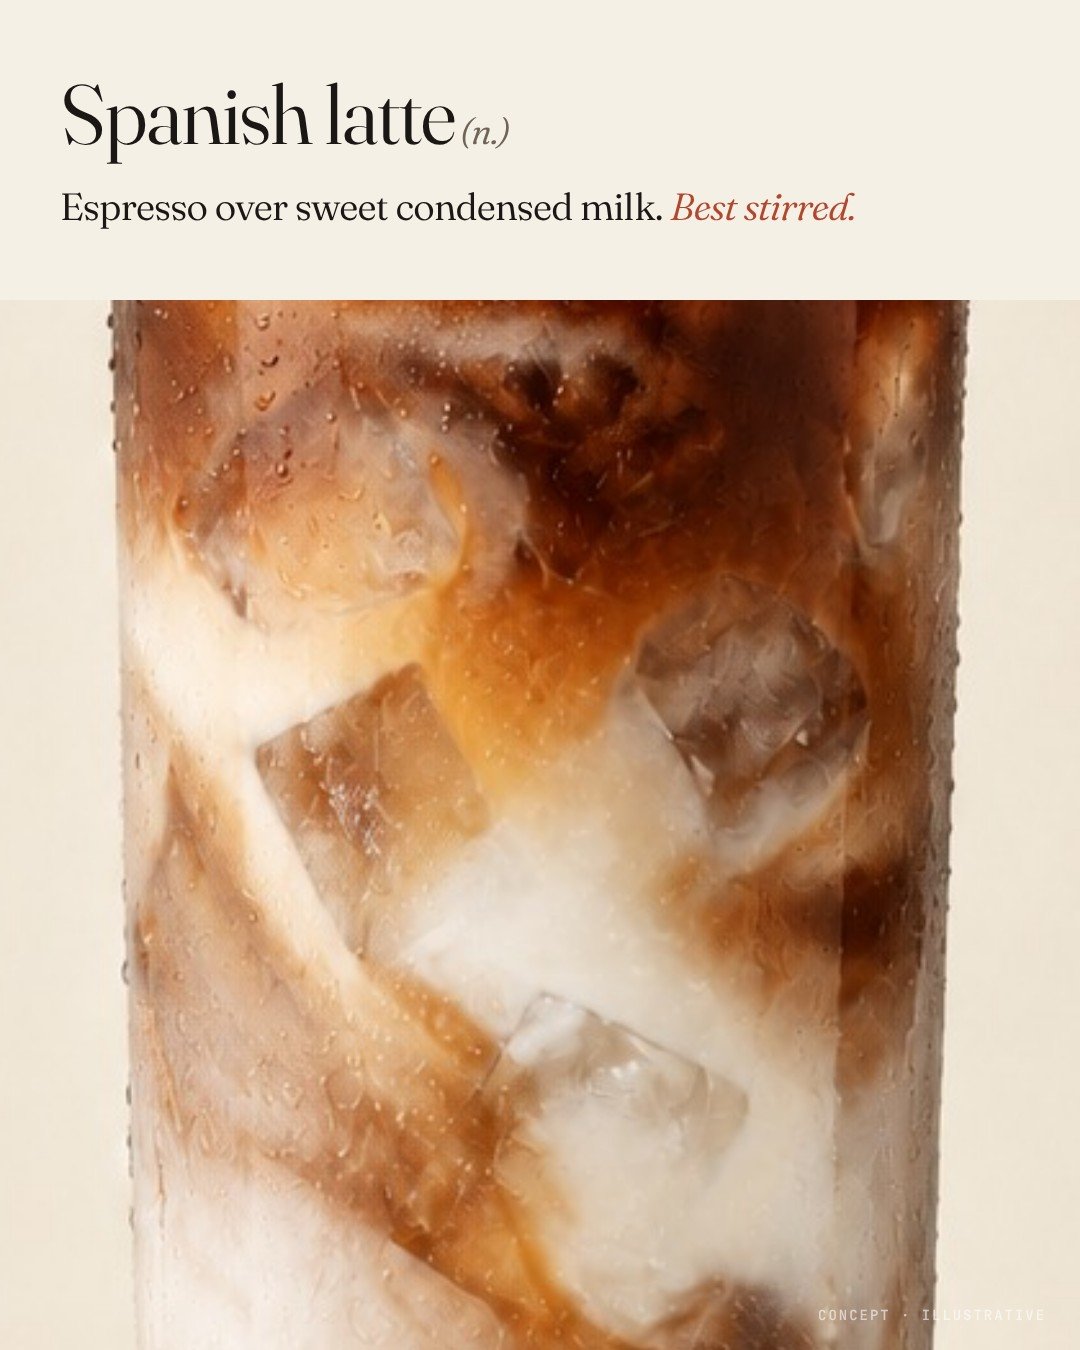 Spanish latte (n.)
Espresso over sweet condensed milk. Best stirred.
CONCEPT · ILLUSTRATIVE